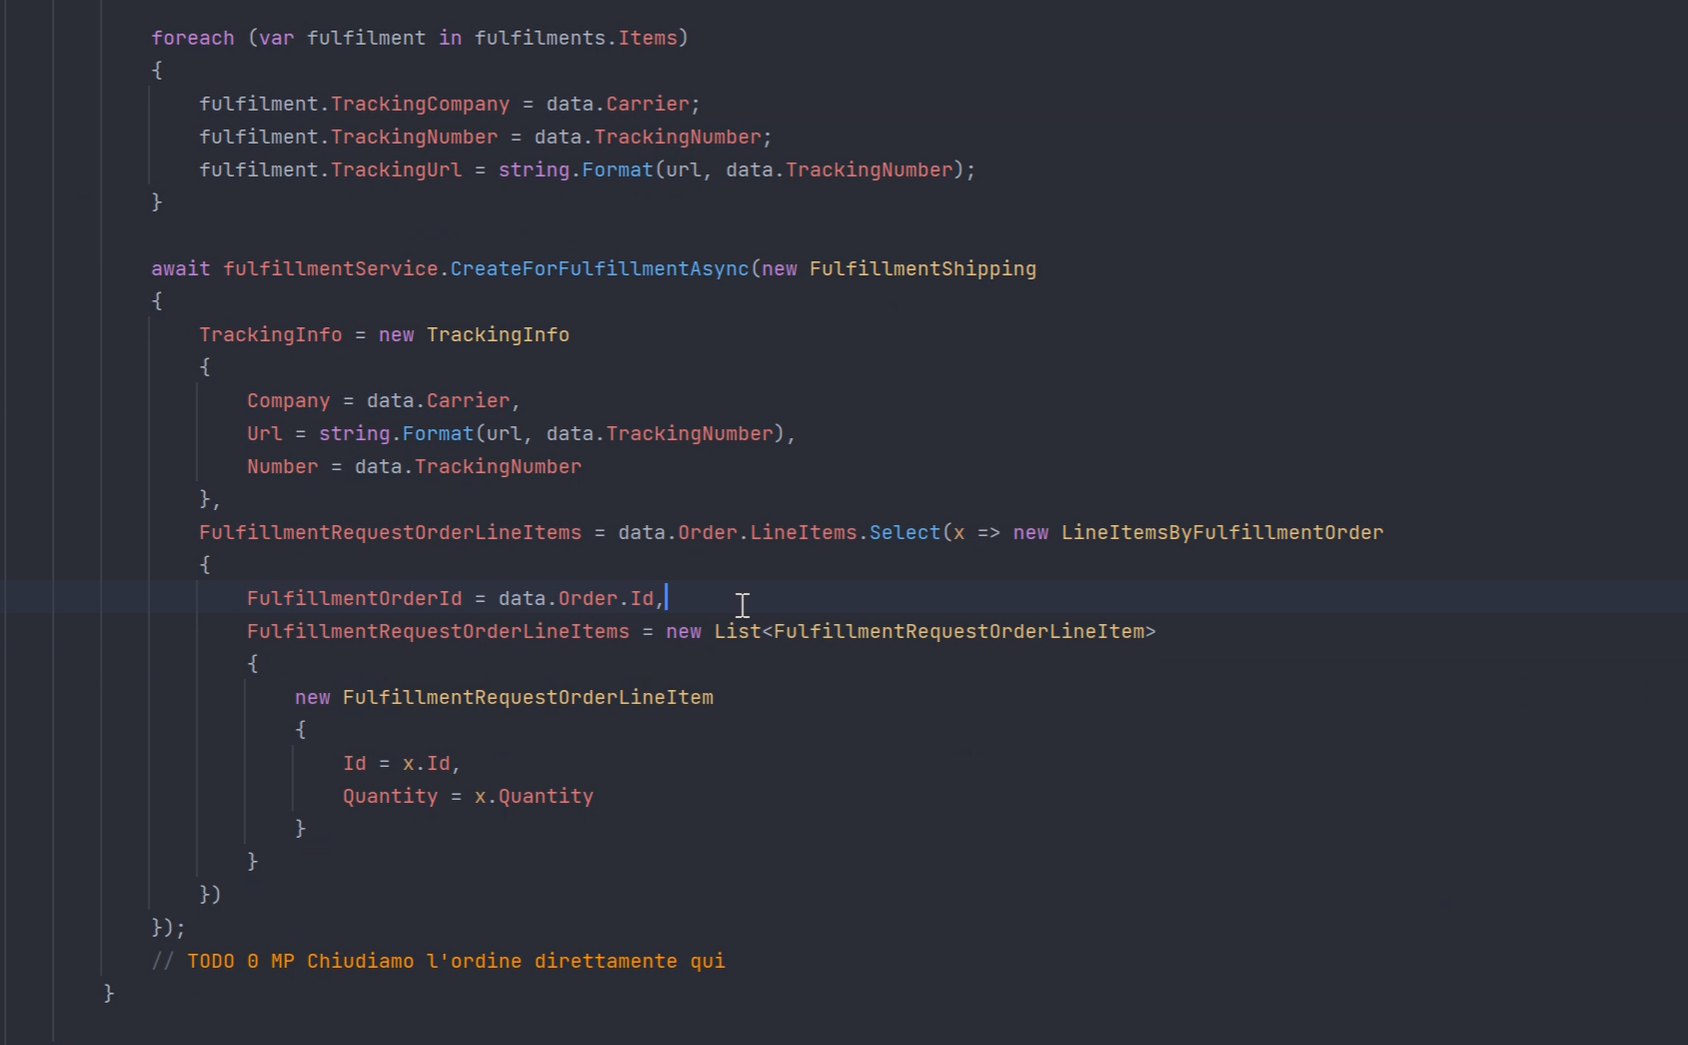 foreach (var fulfilment in fulfilments.Items)
{
fulfilment.TrackingCompany = data.Carrier;
fulfilment.TrackingNumber = data.TrackingNumber;
fulfilment.TrackingUrl = string.Format(url, data.TrackingNumber);
}
await fulfillmentService.CreateForFulfillmentAsync(new FulfillmentShipping
{
TrackingInfo = new TrackingInfo
{
Company = data.Carrier,
Url = string.Format(url, data.TrackingNumber),
Number = data.TrackingNumber
},
FulfillmentRequestOrderLineItems = data.Order.LineItems.Select(x => new LineItemsByFulfillmentOrder
{
FulfillmentOrderId = data.Order.Id,
FulfillmentRequestOrderLineItems = new List<FulfillmentRequestOrderLineItem>
{
new FulfillmentRequestOrderLineItem
{
Id = x.Id,
Quantity = x.Quantity
}
}
})
});
// TODO 0 MP Chiudiamo l'ordine direttamente qui
}